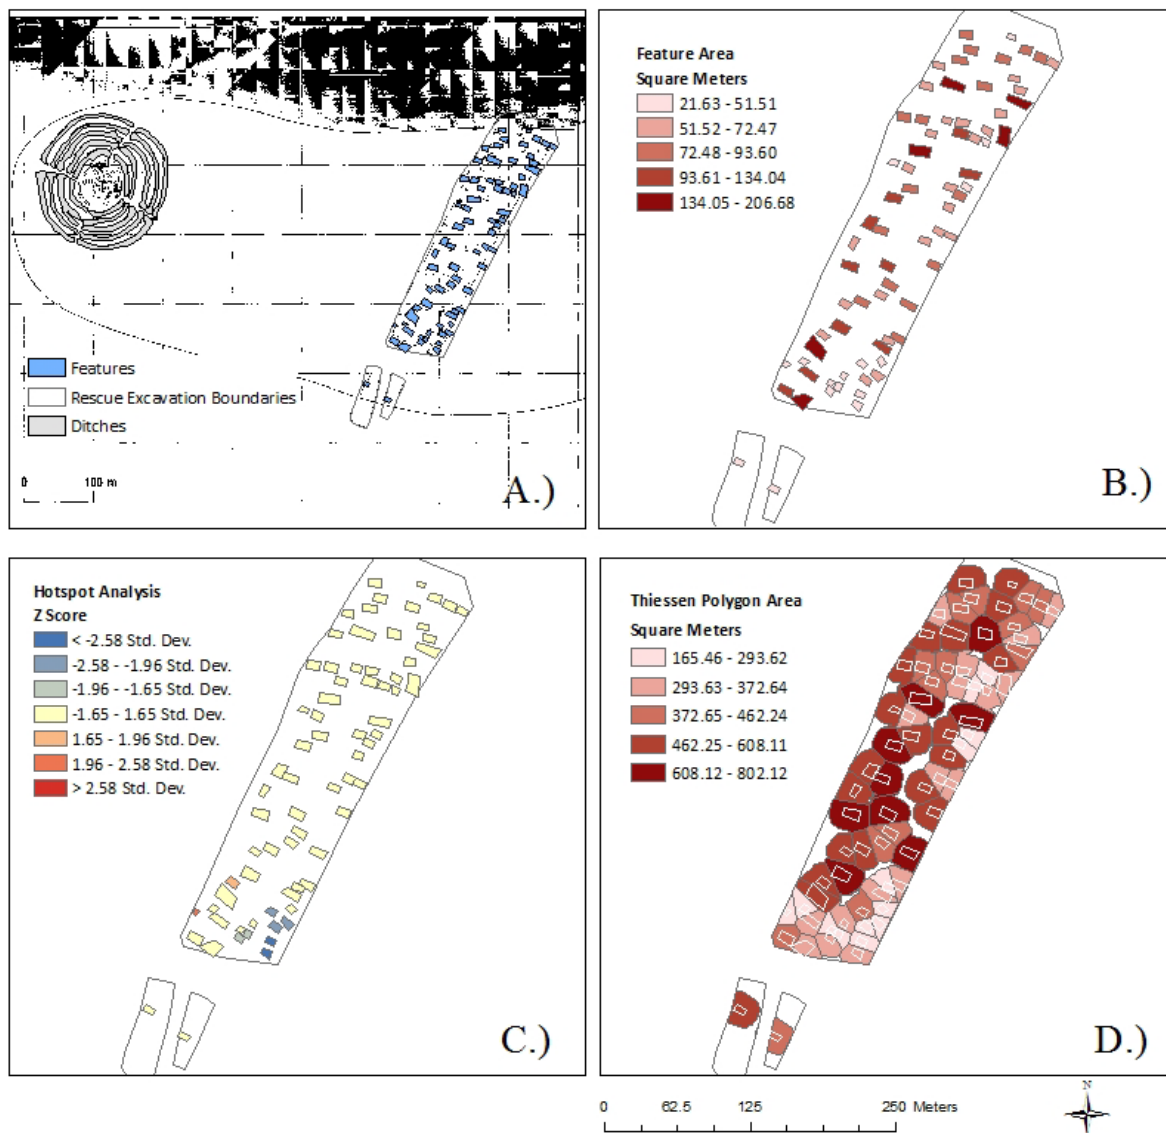 Features
Rescue Excavation Boundaries
Ditches
0 100 m
A.)
Feature Area
Square Meters
21.63 - 51.51
51.52 - 72.47
72.48 - 93.60
93.61 - 134.04
134.05 - 206.68
B.)
Hotspot Analysis
Z Score
< -2.58 Std. Dev.
-2.58 - -1.96 Std. Dev.
-1.96 - -1.65 Std. Dev.
-1.65 - 1.65 Std. Dev.
1.65 - 1.96 Std. Dev.
1.96 - 2.58 Std. Dev.
> 2.58 Std. Dev.
C.)
Thiessen Polygon Area
Square Meters
165.46 - 293.62
293.63 - 372.64
372.65 - 462.24
462.25 - 608.11
608.12 - 802.12
D.)
0 62.5 125 250 Meters
N